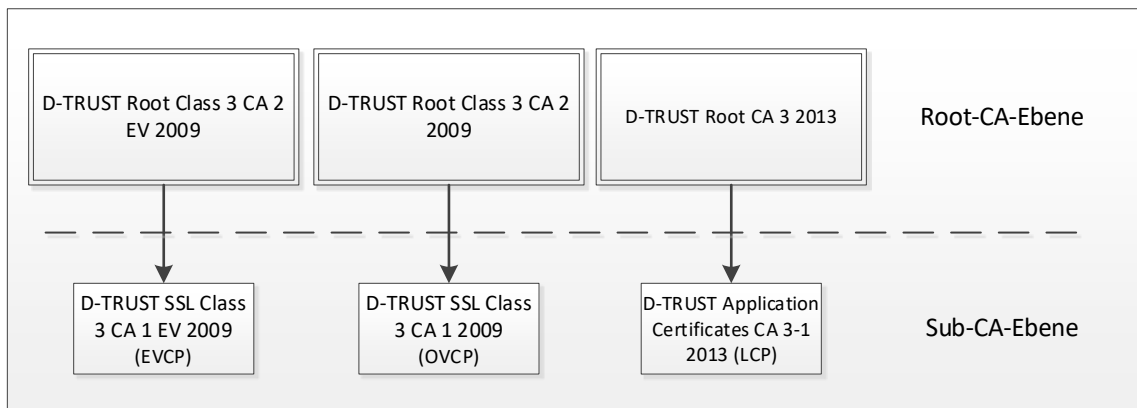 D-TRUST Root Class 3 CA 2
EV 2009
D-TRUST Root Class 3 CA 2
2009
D-TRUST Root CA 3 2013
Root-CA-Ebene
D-TRUST SSL Class
3 CA 1 EV 2009
(EVCP)
D-TRUST SSL Class
3 CA 1 2009
(OVCP)
D-TRUST Application
Certificates CA 3-1
2013 (LCP)
Sub-CA-Ebene